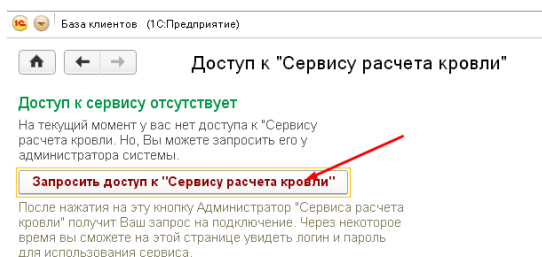 База клиентов (1С:Предприятие)
Доступ к "Сервису расчета кровли"
Доступ к сервису отсутствует
На текущий момент у вас нет доступа к "Сервису
расчета кровли. Но, Вы можете запросить его у
администратора системы.
Запросить доступ к "Сервису расчета кровли"
После нажатия на эту кнопку Администратор "Сервиса расчета
кровли" получит Ваш запрос на подключение. Через некоторое
время вы сможете на этой странице увидеть логин и пароль
для использования сервиса.